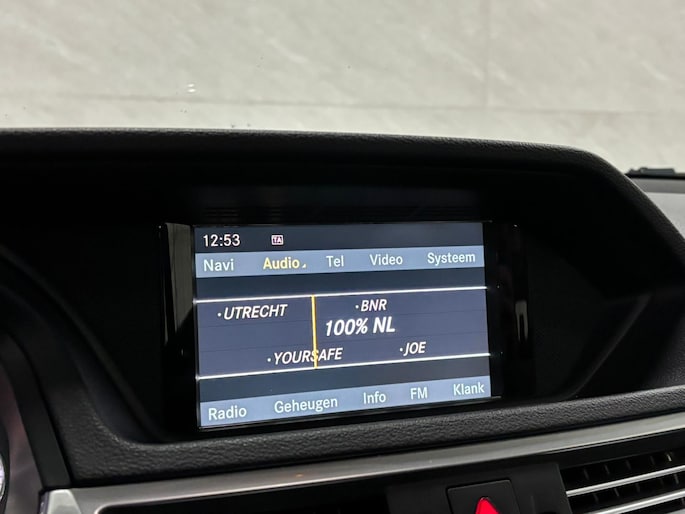 12:53 TA
Navi Audio Tel Video Systeem
•UTRECHT •BNR
100% NL
•YOURSAFE •JOE
Radio Geheugen Info FM Klank